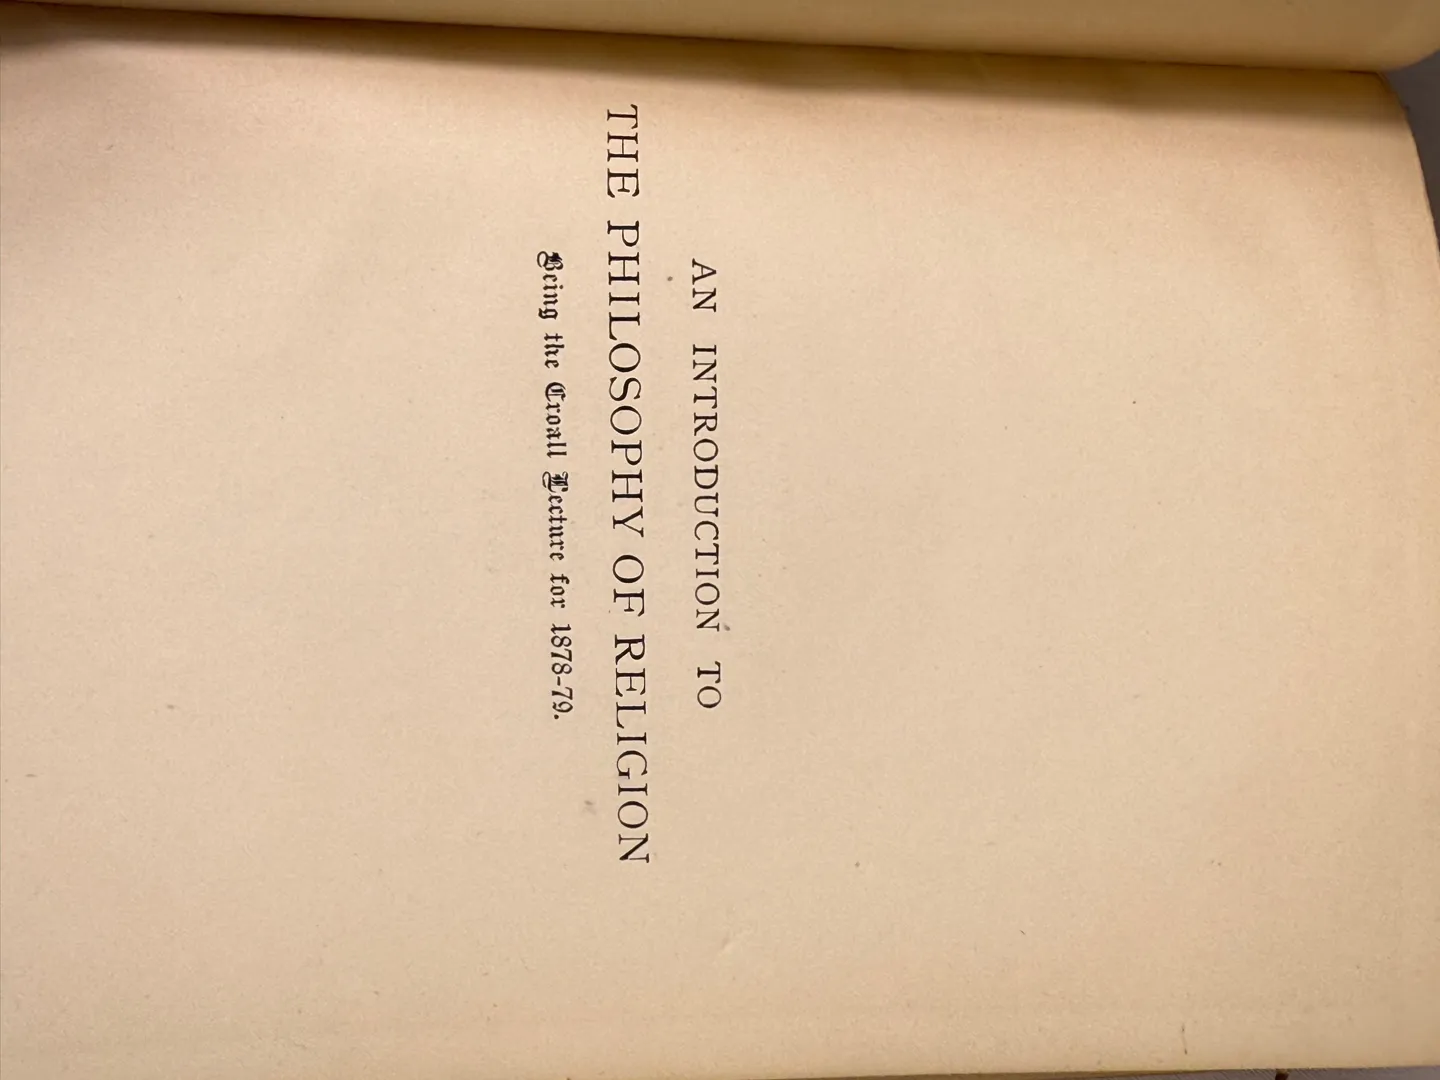 AN INTRODUCTION TO
THE PHILOSOPHY OF RELIGION
Being the Croall Lecture for 1878-79.